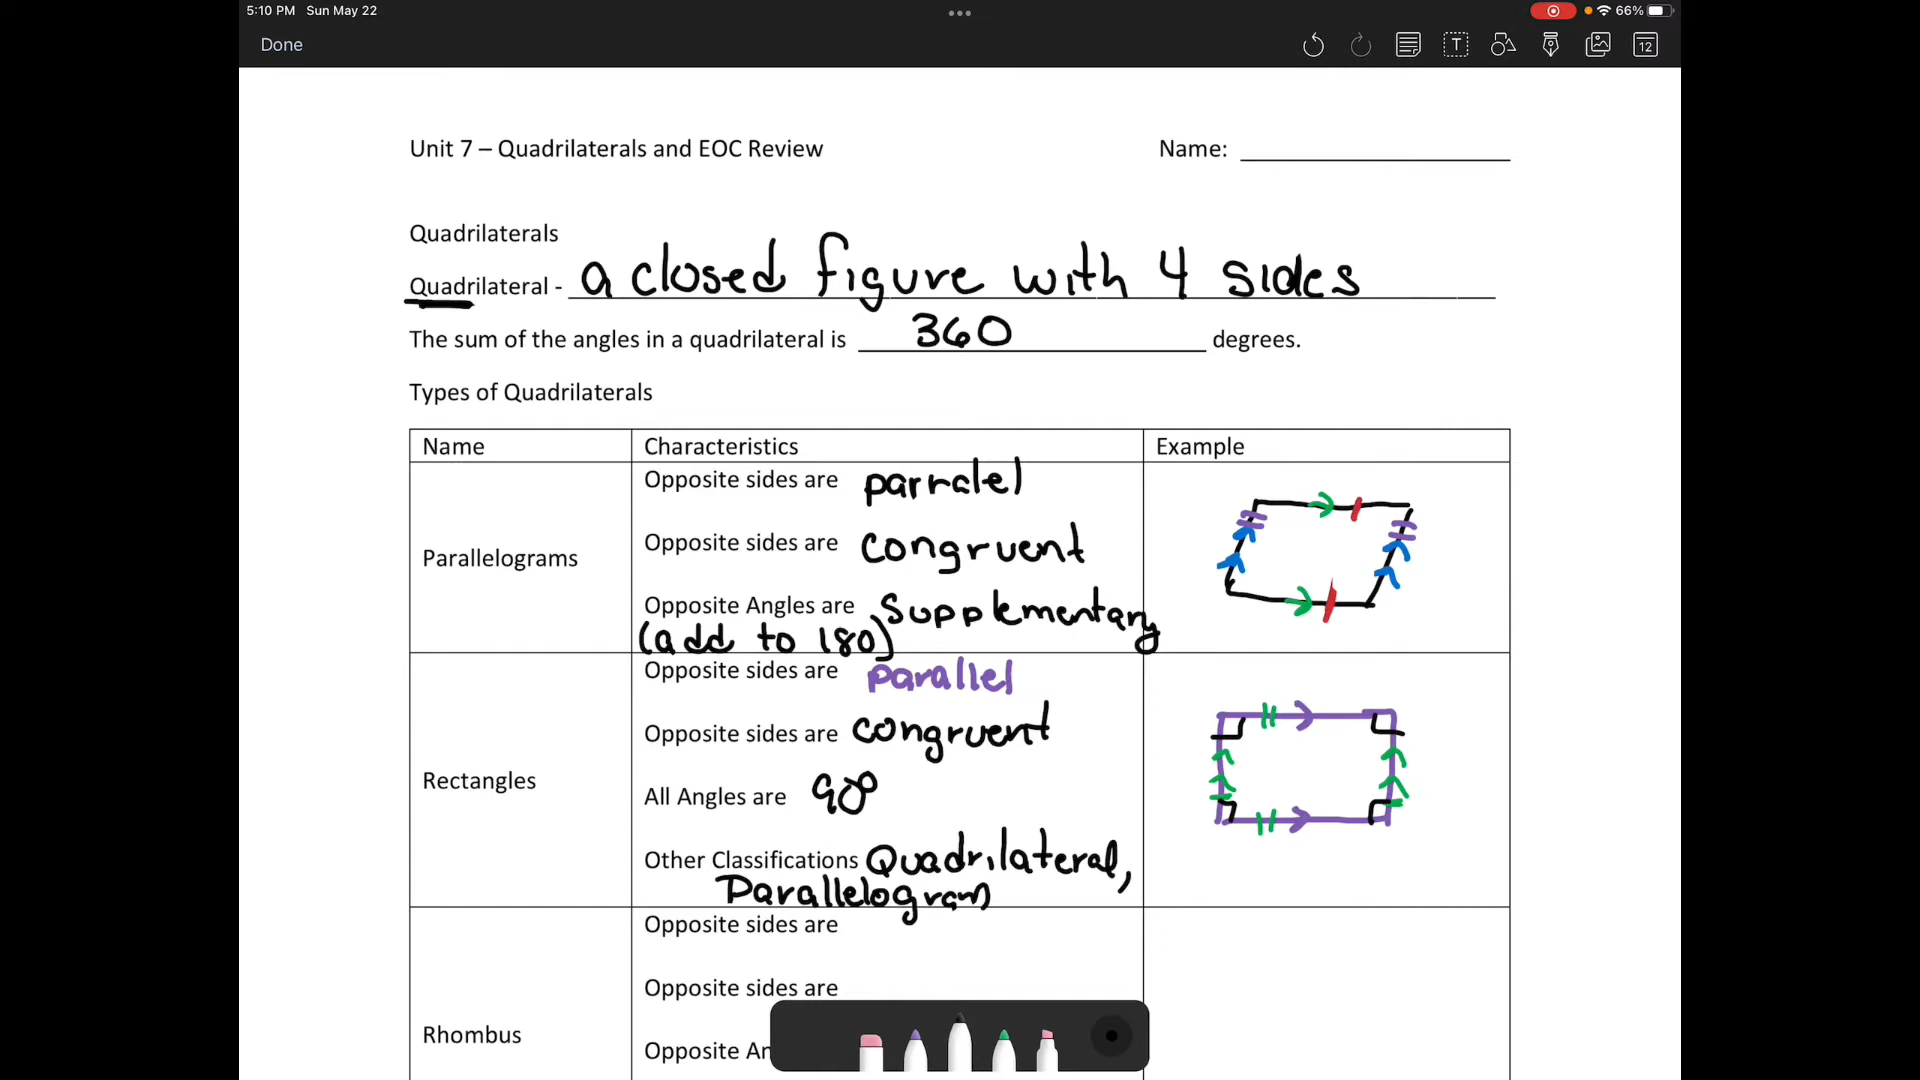 5:10 PM Sun May 22
66%
Done
T
12
Unit 7 – Quadrilaterals and EOC Review Name:
Quadrilaterals
Quadrilateral - a closed figure with 4 sides
The sum of the angles in a quadrilateral is 360 degrees.
Types of Quadrilaterals
Name Characteristics Example
Opposite sides are parralel
Opposite sides are congruent
Parallelograms
Opposite Angles are supplementary
(add to 180)
Opposite sides are parallel
Opposite sides are congruent
Rectangles
All Angles are 90°
Other Classifications Quadrilateral,
Parallelogram
Opposite sides are
Opposite sides are
Rhombus
Opposite An